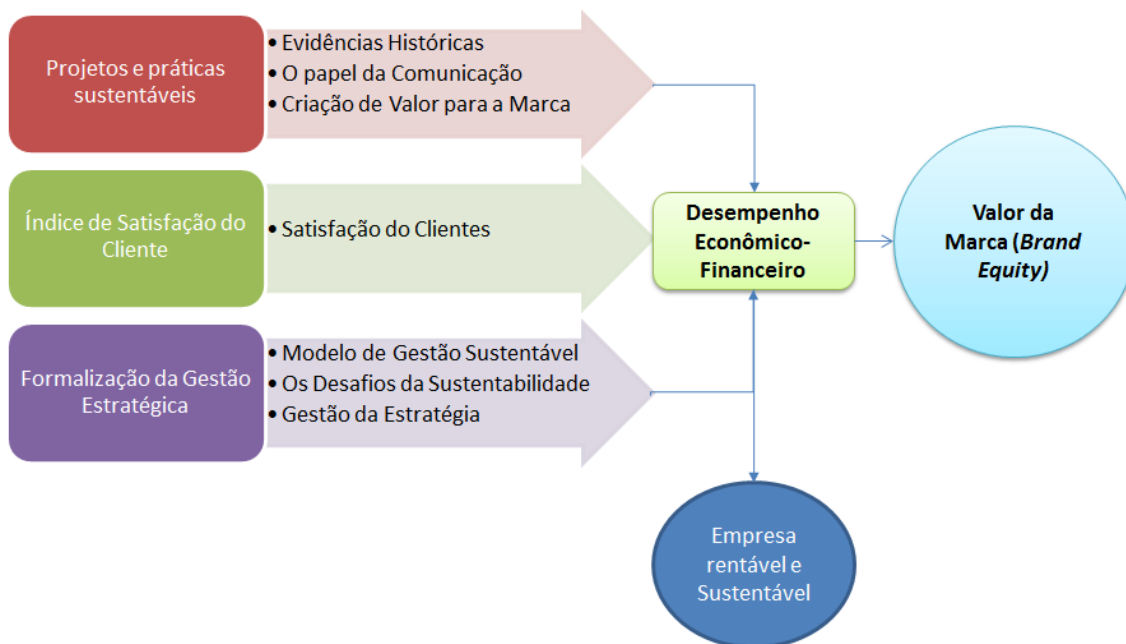 Projetos e práticas
sustentáveis
• Evidências Históricas
• O papel da Comunicação
• Criação de Valor para a Marca
Índice de Satisfação do
Cliente
• Satisfação do Clientes
Formalização da Gestão
Estratégica
• Modelo de Gestão Sustentável
• Os Desafios da Sustentabilidade
• Gestão da Estratégia
Desempenho
Econômico-
Financeiro
Valor da
Marca (Brand
Equity)
Empresa
rentável e
Sustentável